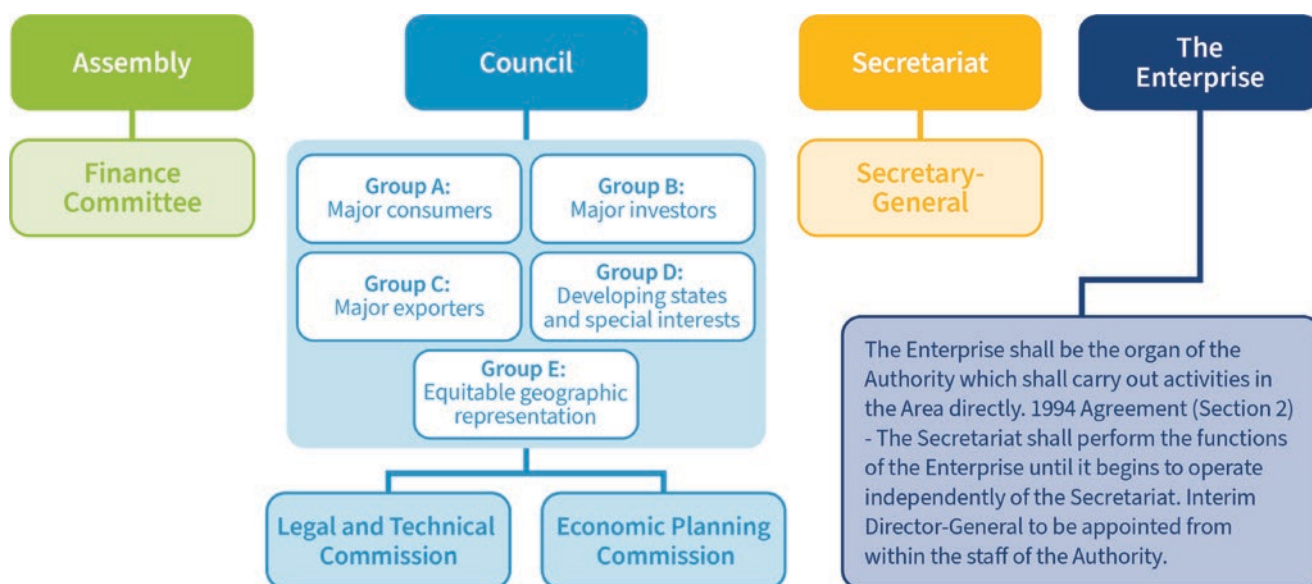 Assembly
Finance
Committee
Council
Group A:
Major consumers
Group B:
Major investors
Group C:
Major exporters
Group D:
Developing states
and special interests
Group E:
Equitable geographic
representation
Legal and Technical
Commission
Economic Planning
Commission
Secretariat
Secretary-
General
The
Enterprise
The Enterprise shall be the organ of the
Authority which shall carry out activities in
the Area directly. 1994 Agreement (Section 2)
- The Secretariat shall perform the functions
of the Enterprise until it begins to operate
independently of the Secretariat. Interim
Director-General to be appointed from
within the staff of the Authority.